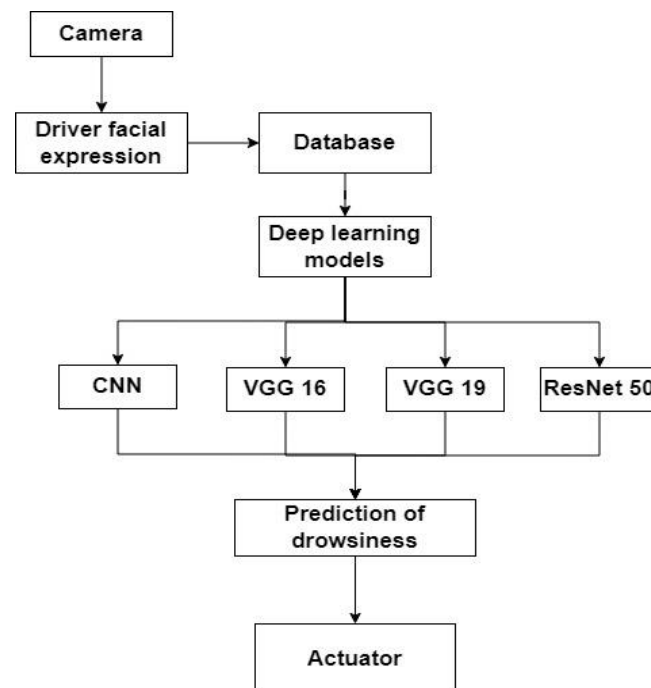 Camera
Driver facial
expression
Database
Deep learning
models
CNN
VGG 16
VGG 19
ResNet 50
Prediction of
drowsiness
Actuator